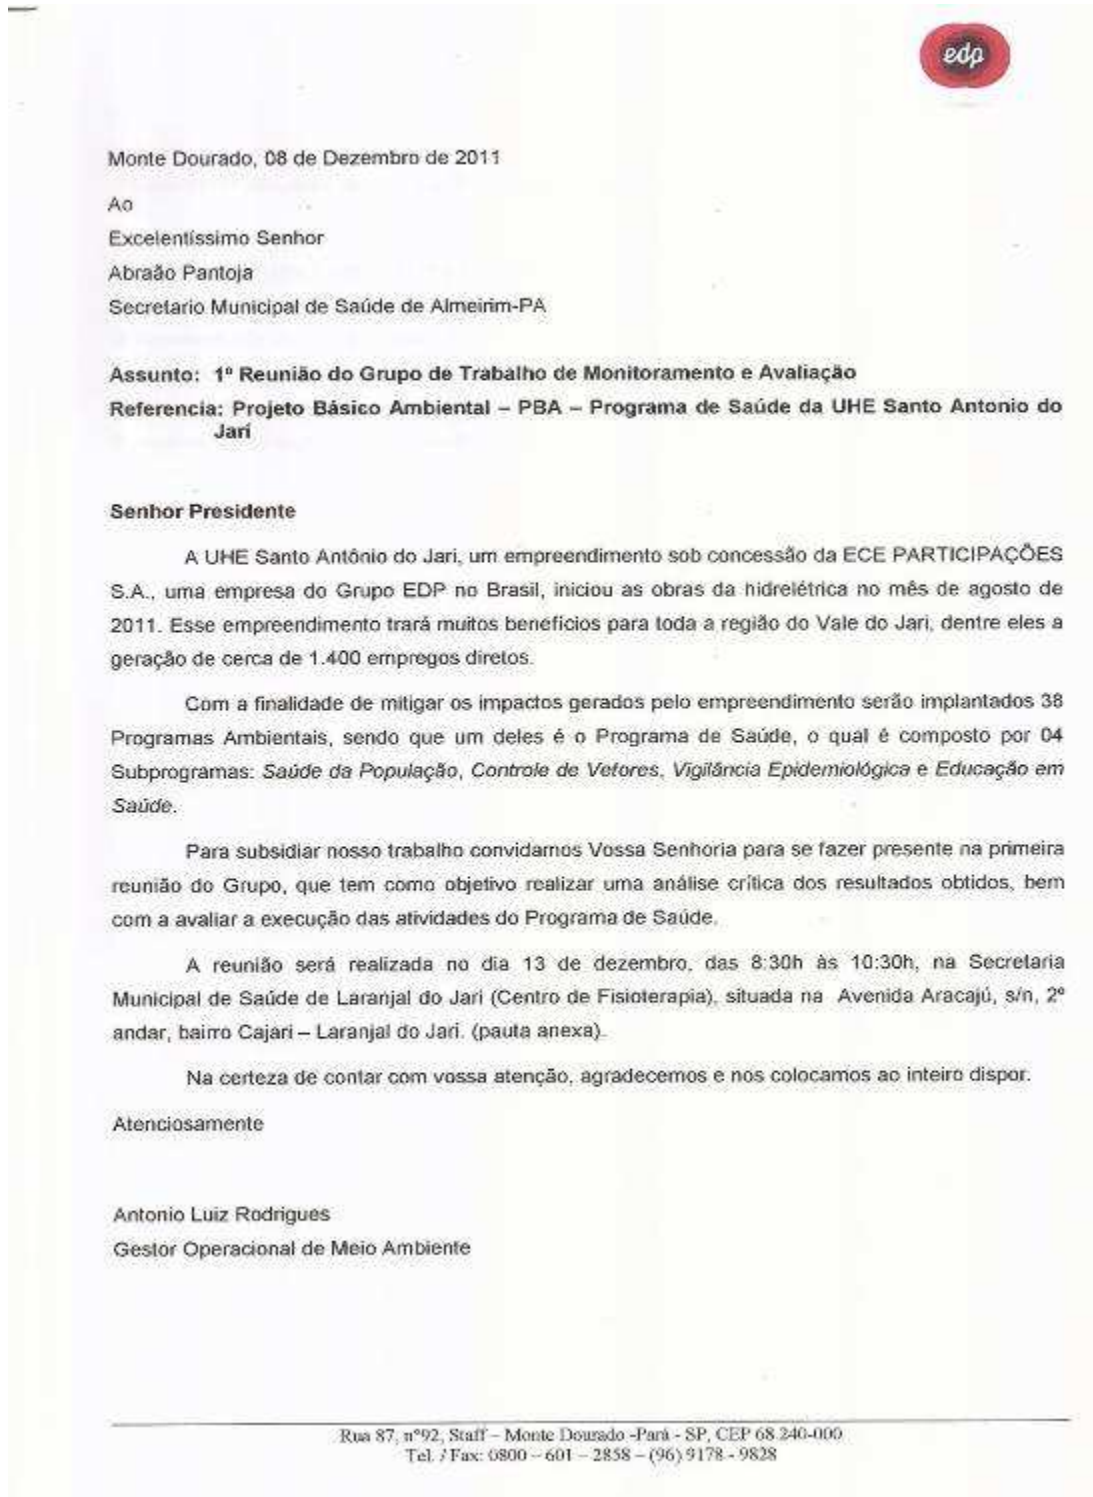 edp
Monte Dourado, 08 de Dezembro de 2011
Ao
Excelentíssimo Senhor
Abraão Pantoja
Secretario Municipal de Saúde de Almeirim-PA
Assunto: 1º Reunião do Grupo de Trabalho de Monitoramento e Avaliação
Referencia: Projeto Básico Ambiental – PBA – Programa de Saúde da UHE Santo Antonio do
Jarí
Senhor Presidente
A UHE Santo Antônio do Jari, um empreendimento sob concessão da ECE PARTICIPAÇÕES
S.A., uma empresa do Grupo EDP no Brasil, iniciou as obras da hidrelétrica no mês de agosto de
2011. Esse empreendimento trará muitos benefícios para toda a região do Vale do Jari, dentre eles a
geração de cerca de 1.400 empregos diretos.
Com a finalidade de mitigar os impactos gerados pelo empreendimento serão implantados 38
Programas Ambientais, sendo que um deles é o Programa de Saúde, o qual é composto por 04
Subprogramas: Saúde da População, Controle de Vetores, Vigilância Epidemiológica e Educação em
Saúde.
Para subsidiar nosso trabalho convidamos Vossa Senhoria para se fazer presente na primeira
reunião do Grupo, que tem como objetivo realizar uma análise crítica dos resultados obtidos, bem
com a avaliar a execução das atividades do Programa de Saúde.
A reunião será realizada no dia 13 de dezembro, das 8:30h às 10:30h, na Secretaria
Municipal de Saúde de Laranjal do Jari (Centro de Fisioterapia), situada na Avenida Aracajú, s/n, 2º
andar, bairro Cajari – Laranjal do Jari. (pauta anexa).
Na certeza de contar com vossa atenção, agradecemos e nos colocamos ao inteiro dispor.
Atenciosamente
Antonio Luiz Rodrigues
Gestor Operacional de Meio Ambiente
Rua 87, nº92, Staff – Monte Dourado -Pará - SP, CEP 68.240-000
Tel. / Fax: 0800 – 601 – 2858 – (96) 9178 - 9828